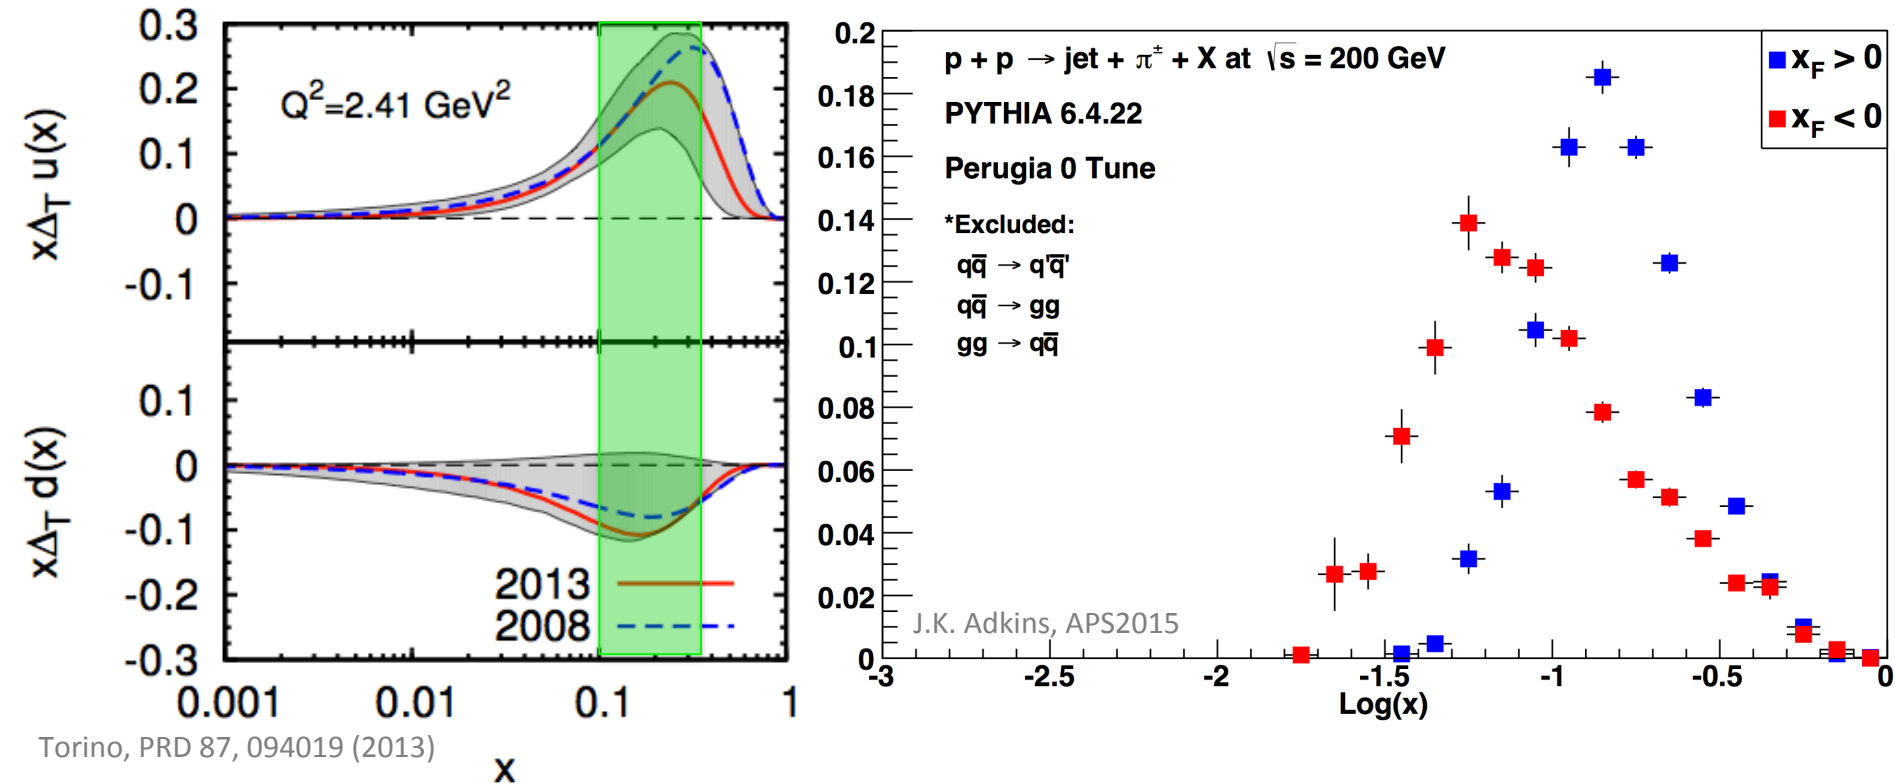 0.3
0.2
0.1
0
-0.1
xΔ_T u(x)
Q²=2.41 GeV²
0.1
0
-0.1
-0.2
-0.3
xΔ_T d(x)
2013
2008
0.001 0.01 0.1 1
x
Torino, PRD 87, 094019 (2013)
0.2
0.18
0.16
0.14
0.12
0.1
0.08
0.06
0.04
0.02
0
p + p → jet + π± + X at √s = 200 GeV
PYTHIA 6.4.22
Perugia 0 Tune
*Excluded:
qq̅ → q'q̅'
qq̅ → gg
gg → qq̅
x_F > 0
x_F < 0
J.K. Adkins, APS2015
-3 -2.5 -2 -1.5 -1 -0.5 0
Log(x)